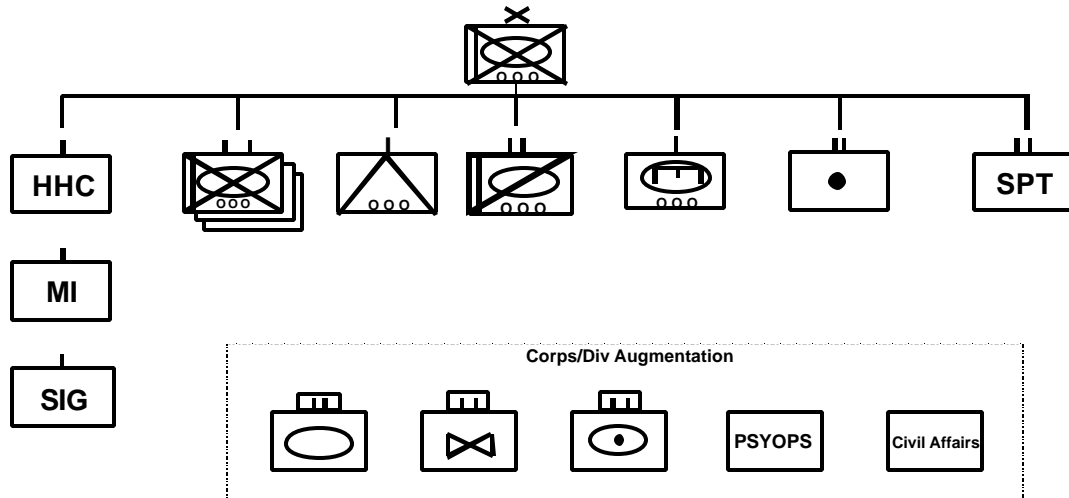 HHC
SPT
MI
SIG
Corps/Div Augmentation
PSYOPS
Civil Affairs